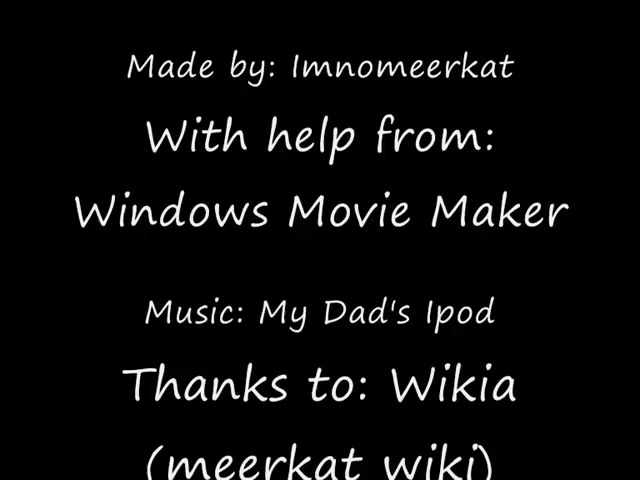 Made by: Imnomeerkat
With help from:
Windows Movie Maker
Music: My Dad's Ipod
Thanks to: Wikia
(meerkat wiki)